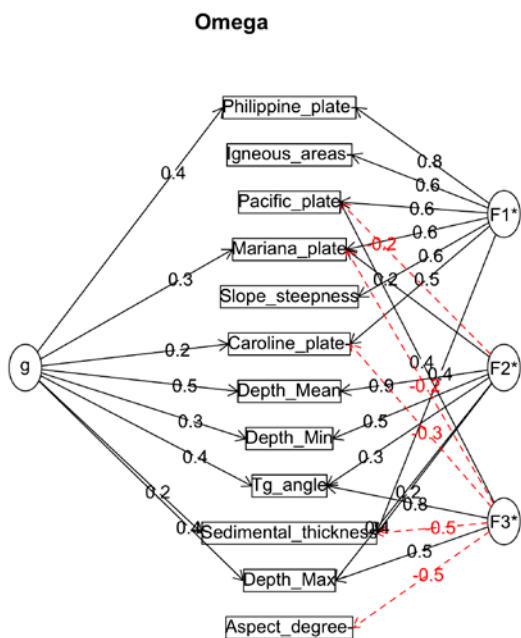 Omega
Philippine_plate
Igneous_areas
Pacific_plate
Mariana_plate
Slope_steepness
Caroline_plate
Depth_Mean
Depth_Min
Tg_angle
Sedimental_thickness
Depth_Max
Aspect_degree
g
F1*
F2*
F3*
0.4
0.3
0.2
0.5
0.3
0.4
0.2
0.4
0.8
0.6
0.6
0.6
0.6
0.5
0.4
-0.2
0.2
0.9
0.5
0.3
0.2
0.4
-0.2
-0.3
0.8
-0.5
0.5
-0.5